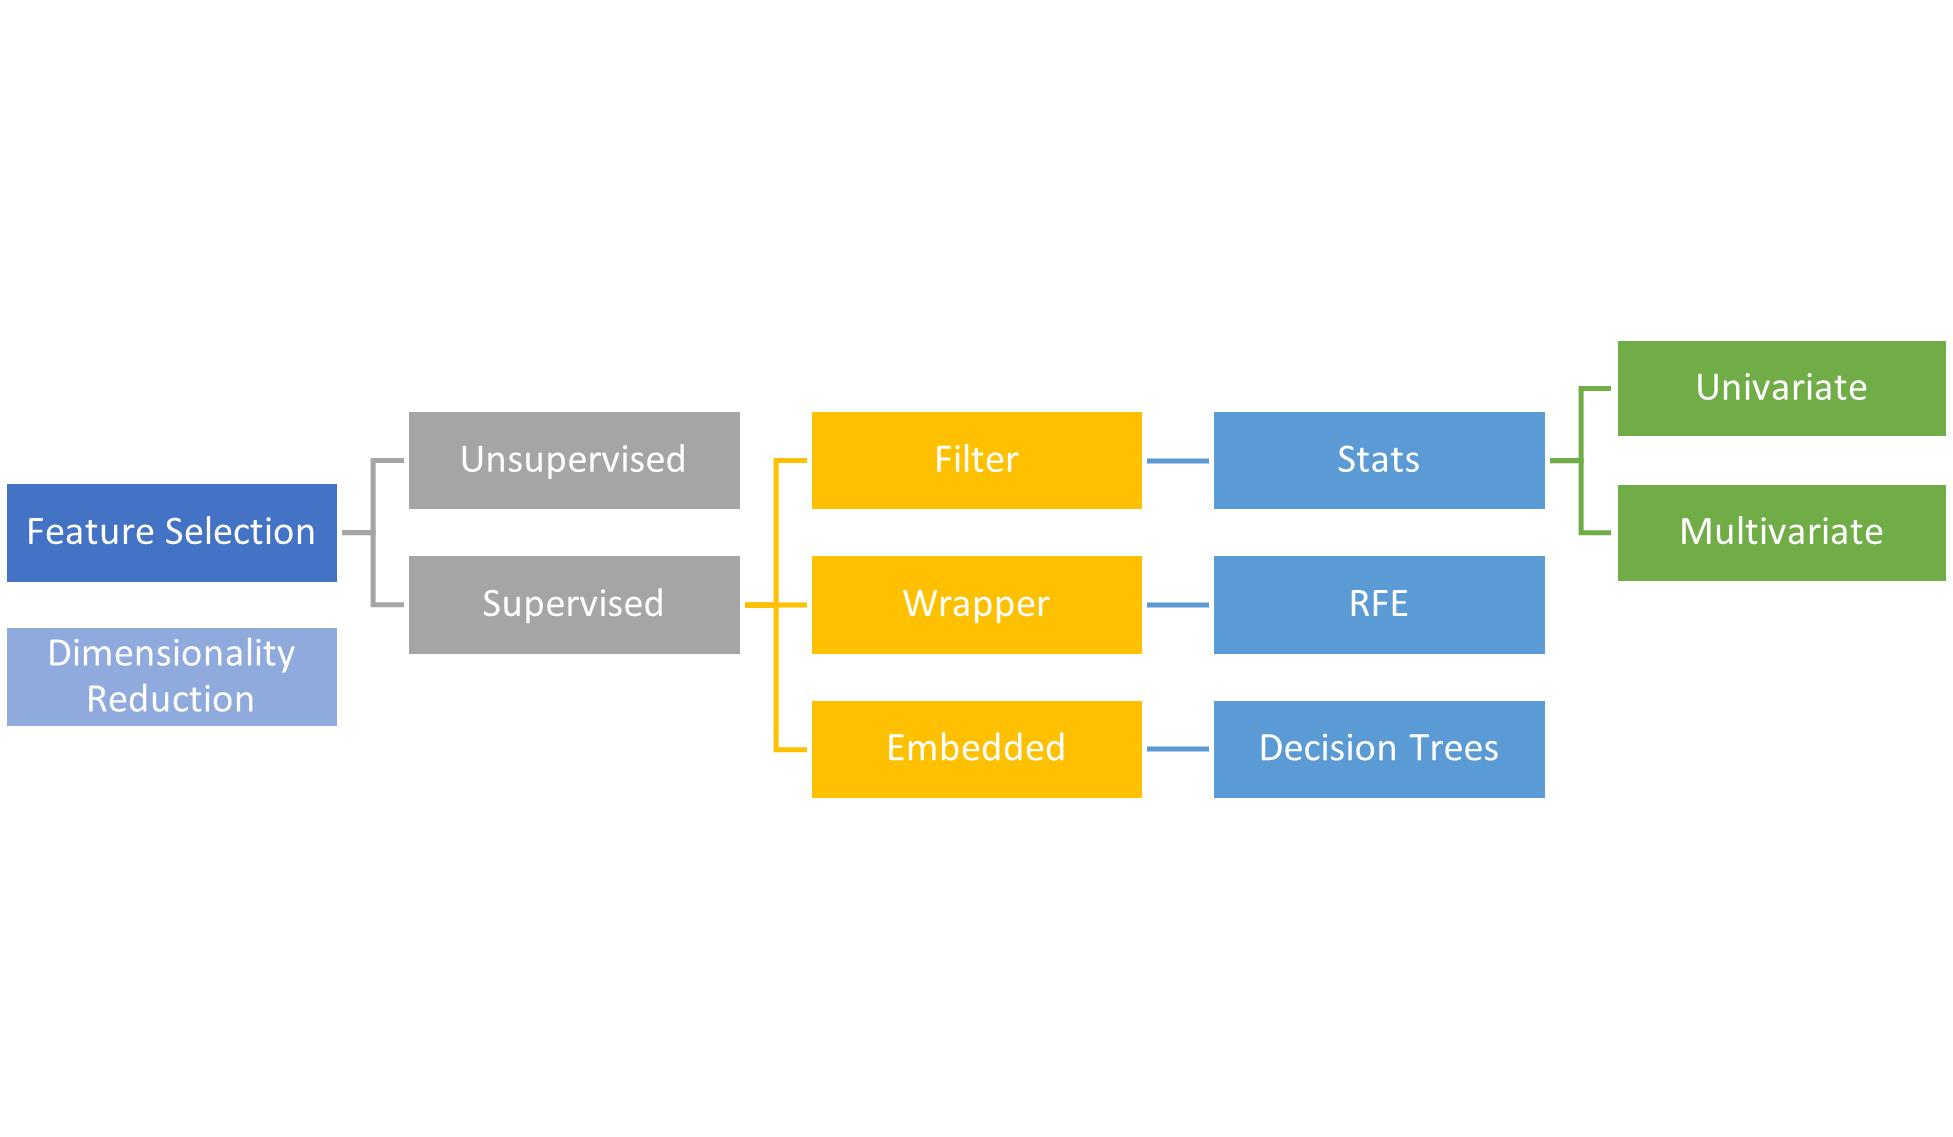 Feature Selection
Dimensionality
Reduction
Unsupervised
Supervised
Filter
Wrapper
Embedded
Stats
RFE
Decision Trees
Univariate
Multivariate